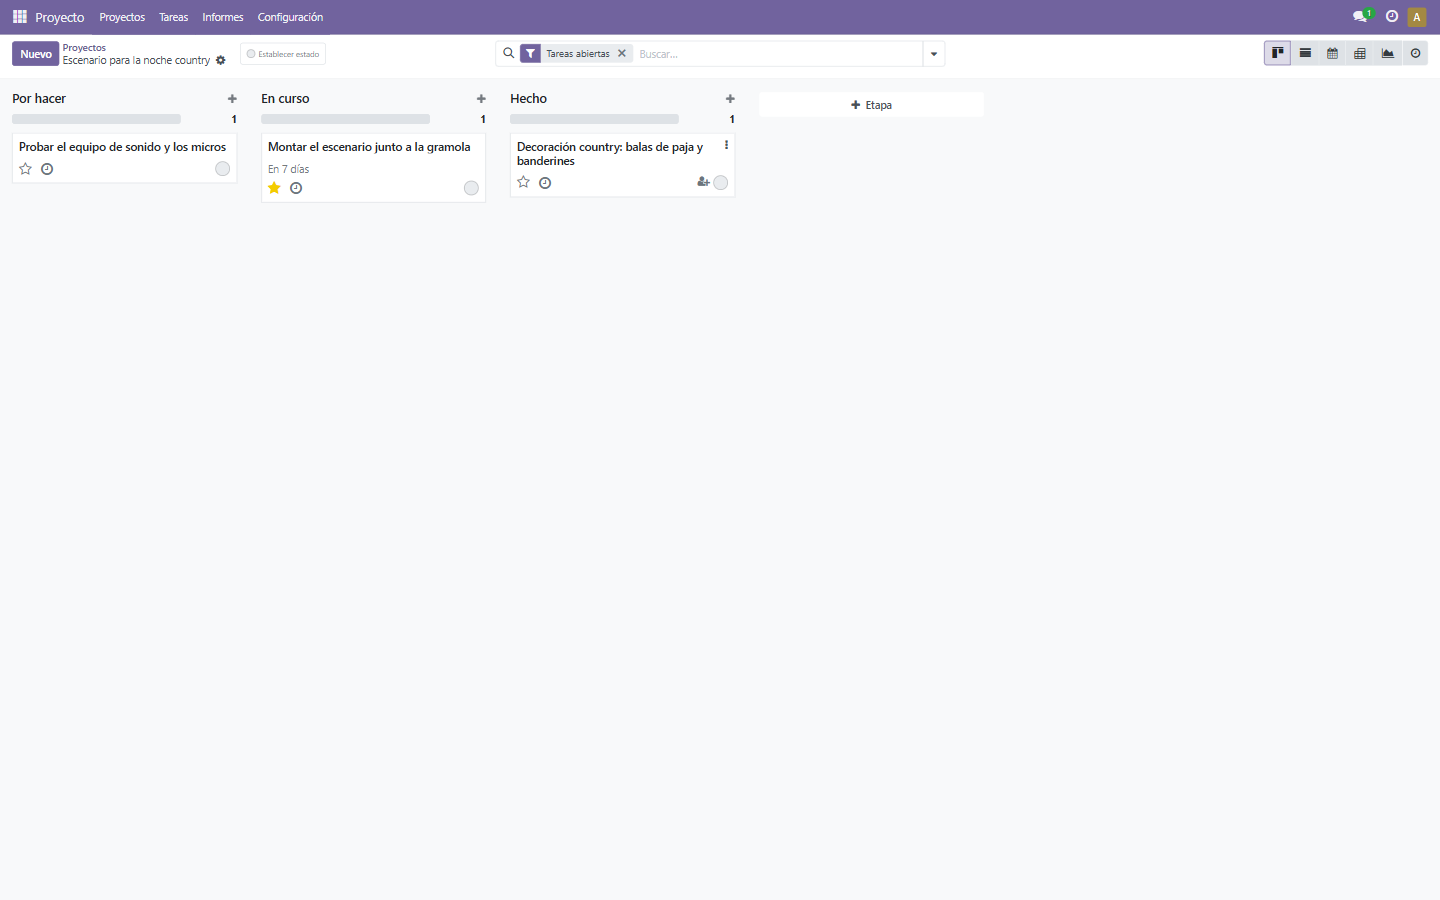 Proyecto Proyectos Tareas Informes Configuración 1 A
Nuevo Proyectos
Escenario para la noche country
Establecer estado
Tareas abiertas Buscar...
Por hacer
1
Probar el equipo de sonido y los micros
En curso
1
Montar el escenario junto a la gramola
En 7 días
Hecho
1
Decoración country: balas de paja y
banderines
Etapa